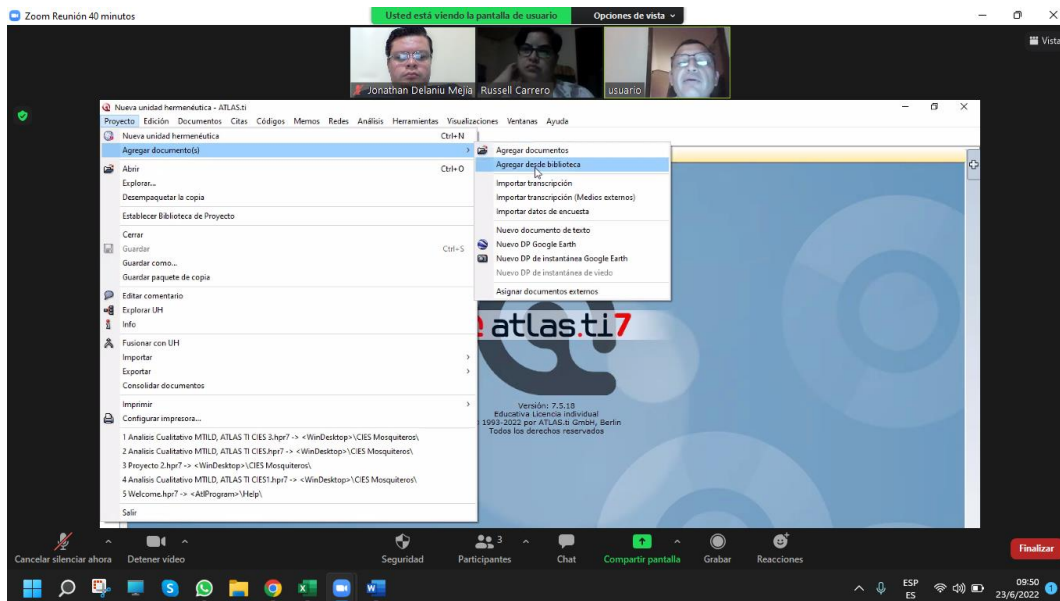 Zoom Reunión 40 minutos
Usted está viendo la pantalla de usuario
Opciones de vista
Vista
Jonathan Delaniu Mejia
Russell Carrero
usuario
Nueva unidad hermenéutica - ATLAS.ti
Proyecto Edición Documentos Citas Códigos Memos Redes Análisis Herramientas Visualizaciones Ventanas Ayuda
Nueva unidad hermenéutica Ctrl+N
Agregar documento(s)
Abrir Ctrl+O
Explorar...
Desempaquetar la copia
Establecer Biblioteca de Proyecto
Cerrar
Guardar Ctrl+S
Guardar como...
Guardar paquete de copia
Editar comentario
Explorar UH
Info
Fusionar con UH
Importar
Exportar
Consolidar documentos
Imprimir
Configurar impresora...
1 Analisis Cualitativo MTILD, ATLAS TI CIES 3.hpr7 -> <WinDesktop>\CIES Mosquiteros\
2 Analisis Cualitativo MTILD, ATLAS TI CIES.hpr7 -> <WinDesktop>\CIES Mosquiteros\
3 Proyecto 2.hpr7 -> <WinDesktop>\CIES Mosquiteros\
4 Analisis Cualitativo MTILD, ATLAS TI CIES1.hpr7 -> <WinDesktop>\CIES Mosquiteros\
5 Welcome.hpr7 -> <AtlProgram>\Help\
Salir
Agregar documentos
Agregar desde biblioteca
Importar transcripción
Importar transcripción (Medios externos)
Importar datos de encuesta
Nuevo documento de texto
Nuevo DP Google Earth
Nuevo DP de instantánea Google Earth
Nuevo DP de instantánea de viedo
Asignar documentos externos
atlas.ti7
Versión: 7.5.18
Educativa Licencia individual
1993-2022 por ATLAS.ti GmbH, Berlin
Todos los derechos reservados
Cancelar silenciar ahora
Detener vídeo
Seguridad
3
Participantes
Chat
Compartir pantalla
Grabar
Reacciones
Finalizar
ESP
ES
09:50
23/6/2022
1